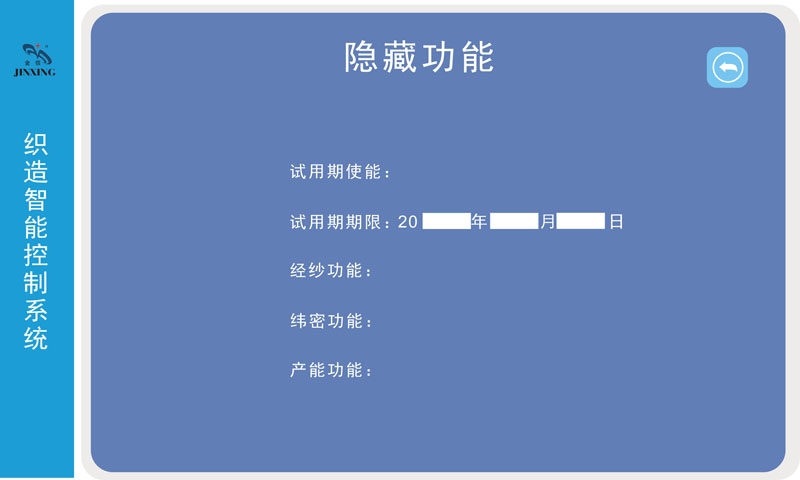 JINXING
织造智能控制系统
隐藏功能
试用期使能：
试用期期限：20 年 月 日
经纱功能：
纬密功能：
产能功能：